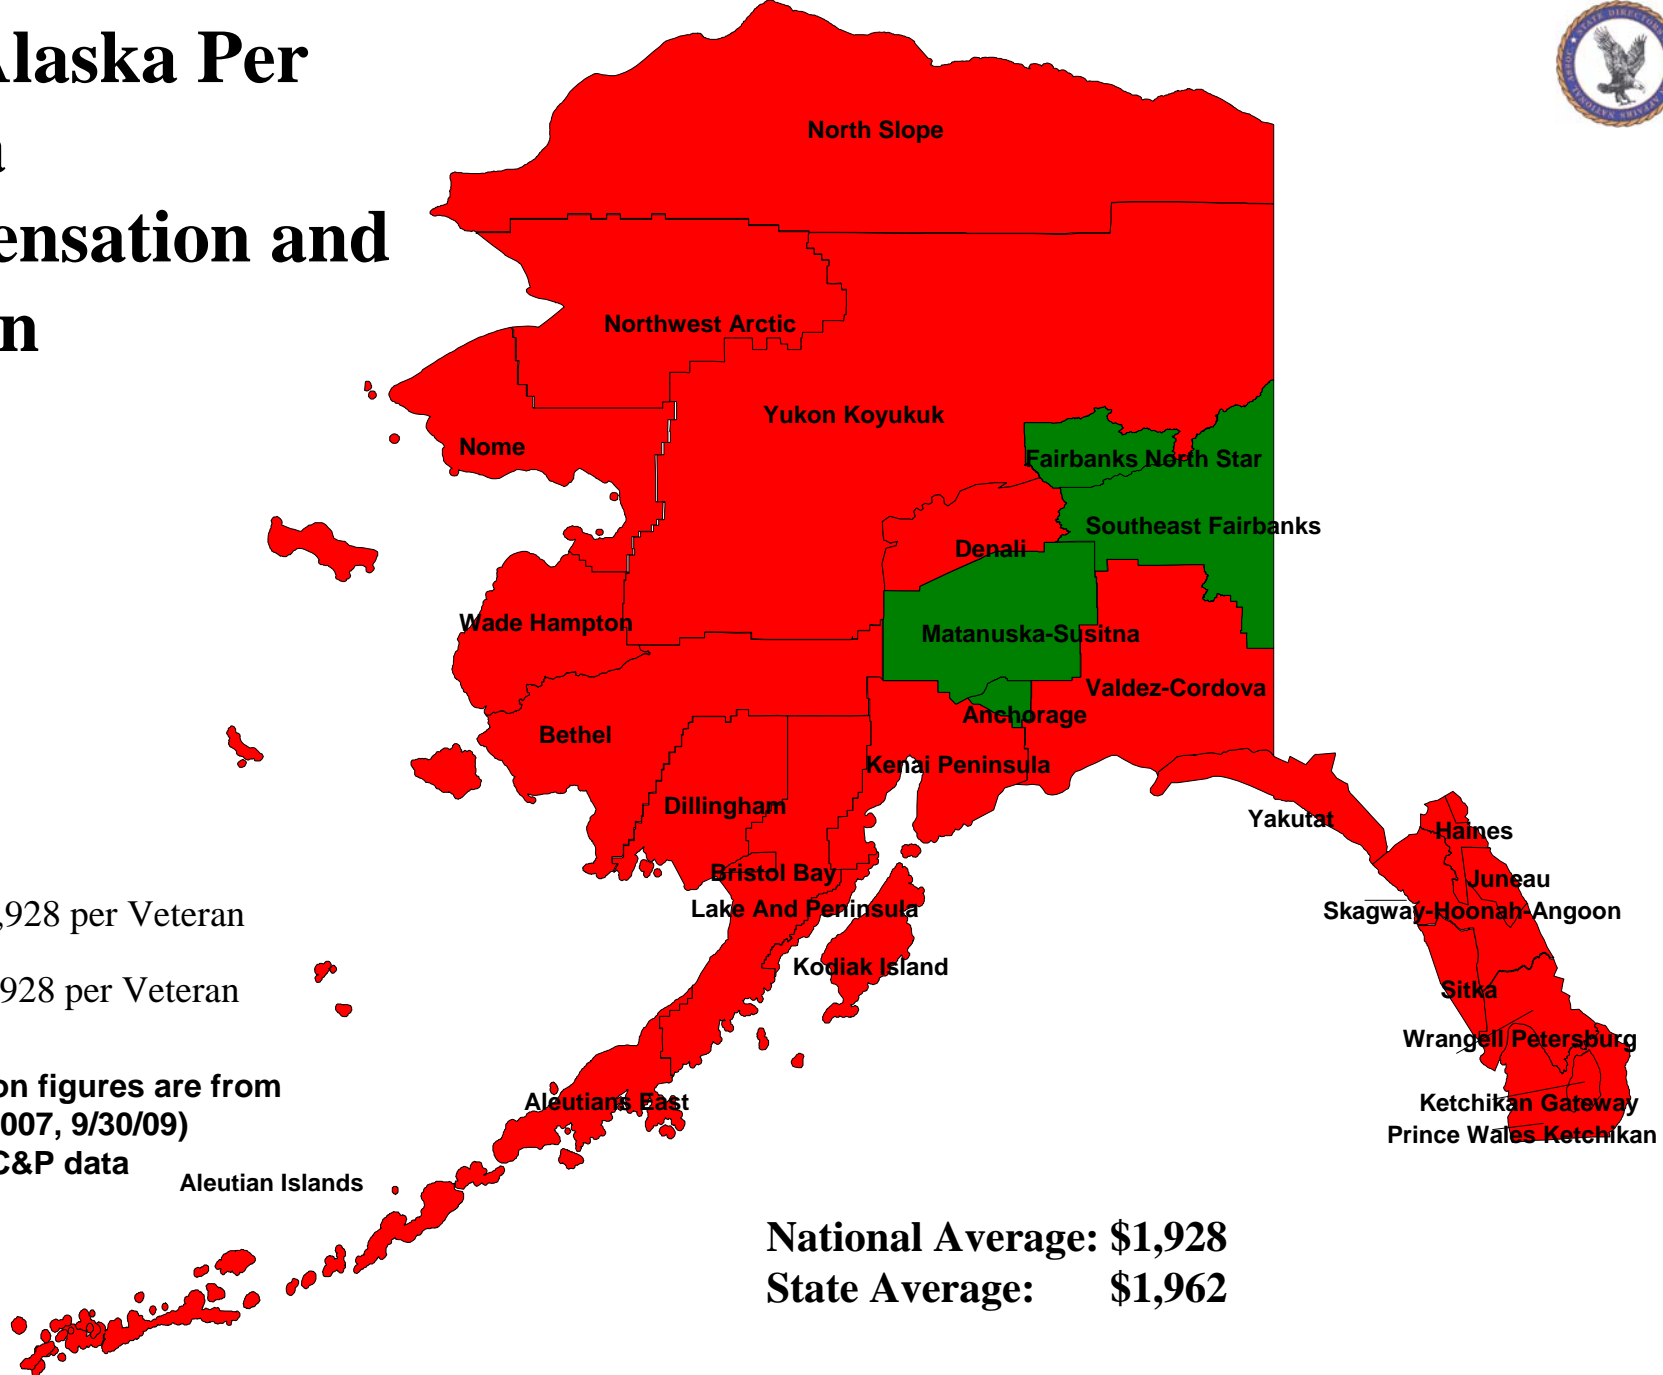 Alaska Per
ensation and
n
North Slope
Northwest Arctic
Yukon Koyukuk
Nome
Fairbanks North Star
Southeast Fairbanks
Denali
Wade Hampton
Matanuska-Susitna
Valdez-Cordova
Anchorage
Bethel
Kenai Peninsula
Dillingham
Yakutat
Haines
Bristol Bay
Juneau
Lake And Peninsula
Skagway-Hoonah-Angoon
,928 per Veteran
Kodiak Island
928 per Veteran
Sitka
Wrangell Petersburg
on figures are from
007, 9/30/09)
C&P data
Aleutians East
Ketchikan Gateway
Prince Wales Ketchikan
Aleutian Islands
National Average: $1,928
State Average: $1,962